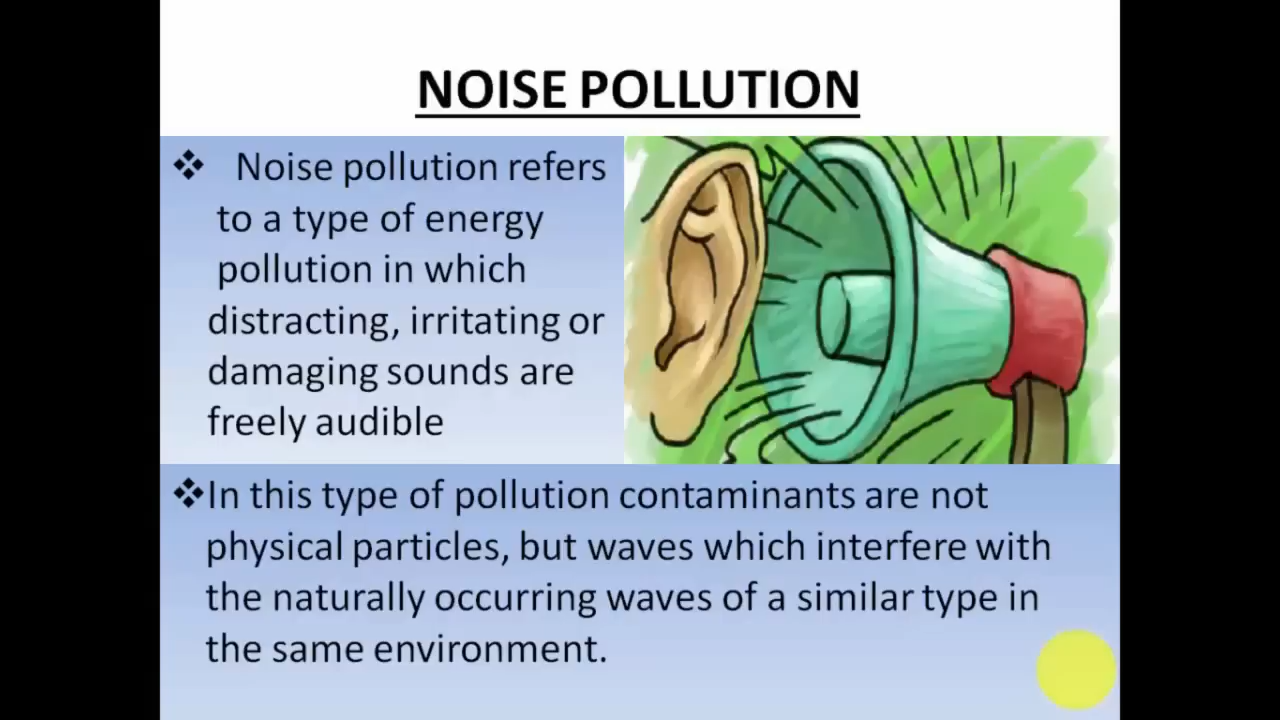 NOISE POLLUTION
❖ Noise pollution refers
to a type of energy
pollution in which
distracting, irritating or
damaging sounds are
freely audible
❖In this type of pollution contaminants are not
physical particles, but waves which interfere with
the naturally occurring waves of a similar type in
the same environment.